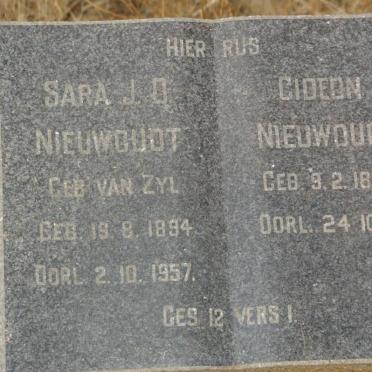 HIER RUS
SARA J. D.
NIEUWOUDT
GEB VAN ZYL
GEB. 19. 8. 1894
OORL. 2. 10. 1957.
GIDEON
NIEUWOU
GEB. 9. 2. 18
OORL. 24. 10
GES 12 VERS 1.